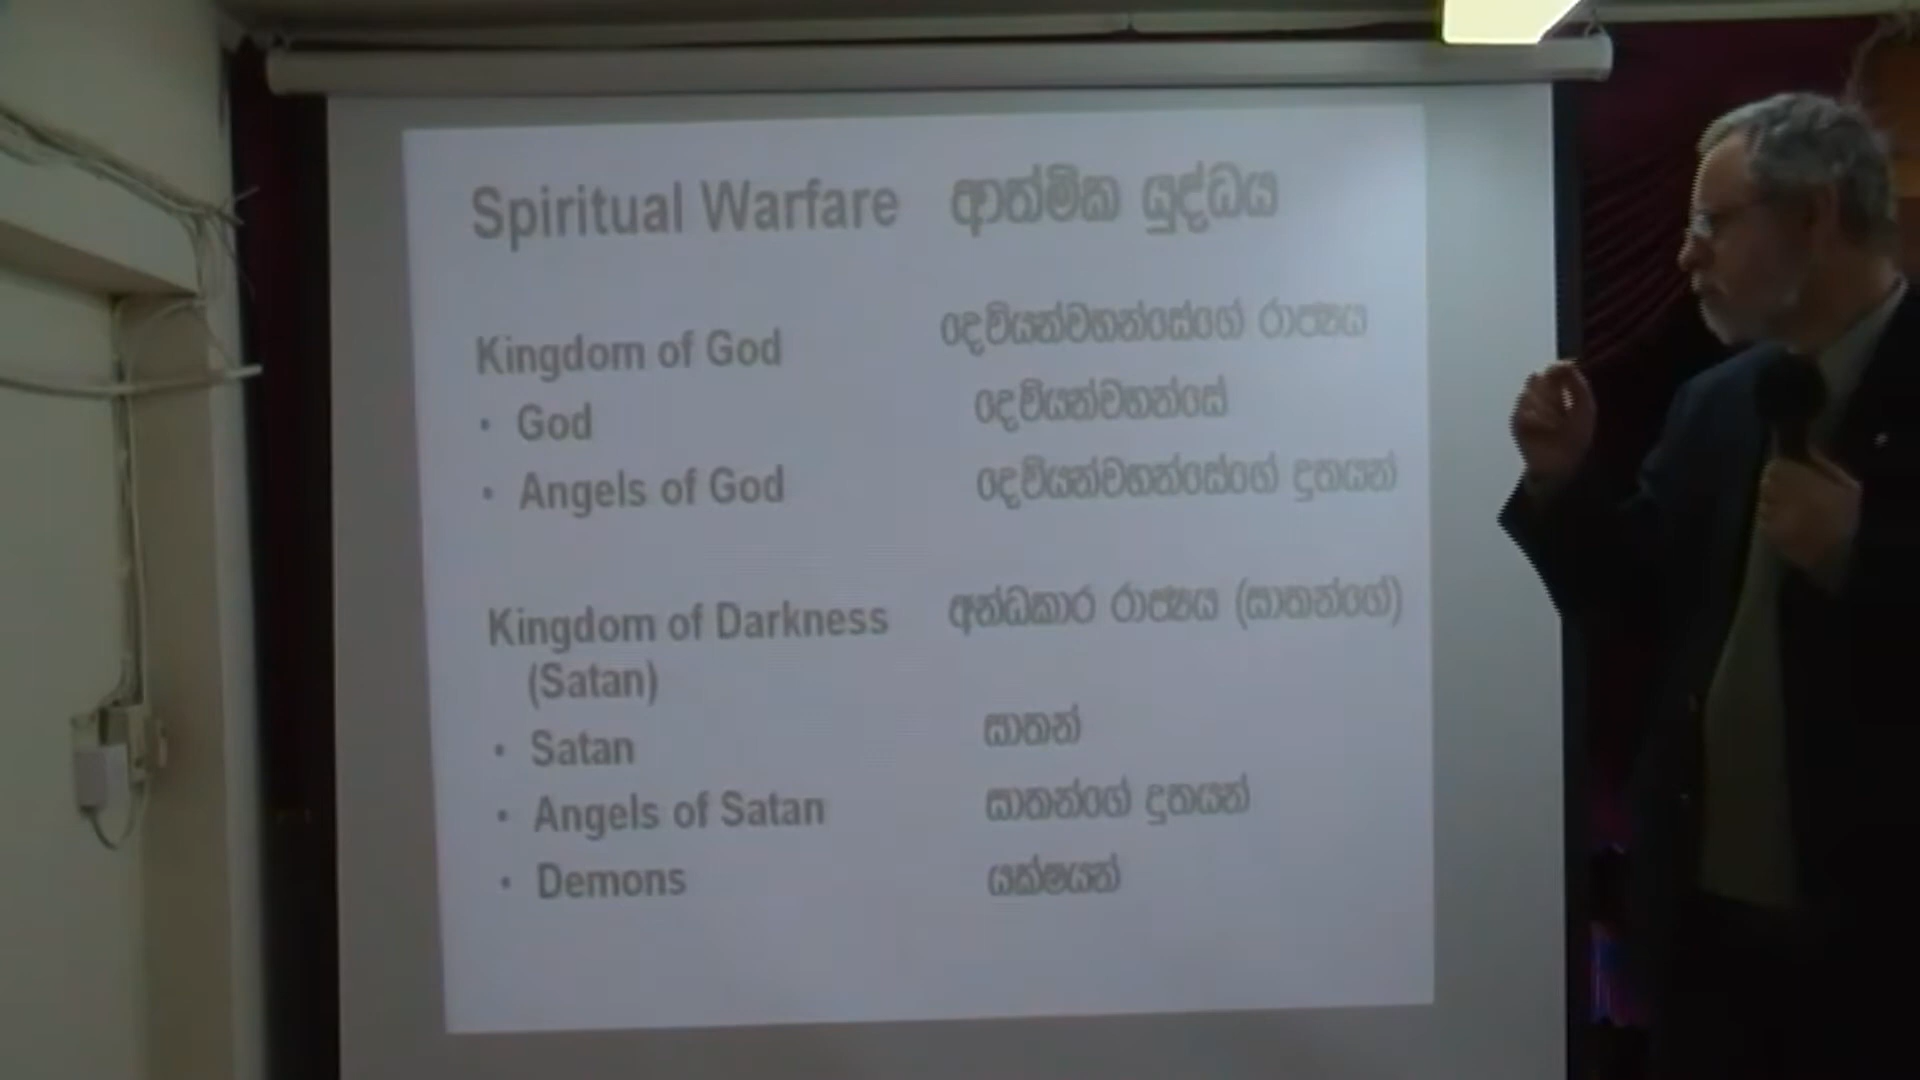 Spiritual Warfare ආත්මික යුද්ධය
Kingdom of God දෙවියන්වහන්සේගේ රාජ්‍යය
• God දෙවියන්වහන්සේ
• Angels of God දෙවියන්වහන්සේගේ දූතයන්
Kingdom of Darkness අන්ධකාර රාජ්‍යය (සාතන්ගේ)
(Satan)
• Satan සාතන්
• Angels of Satan සාතන්ගේ දූතයන්
• Demons යක්ෂයන්